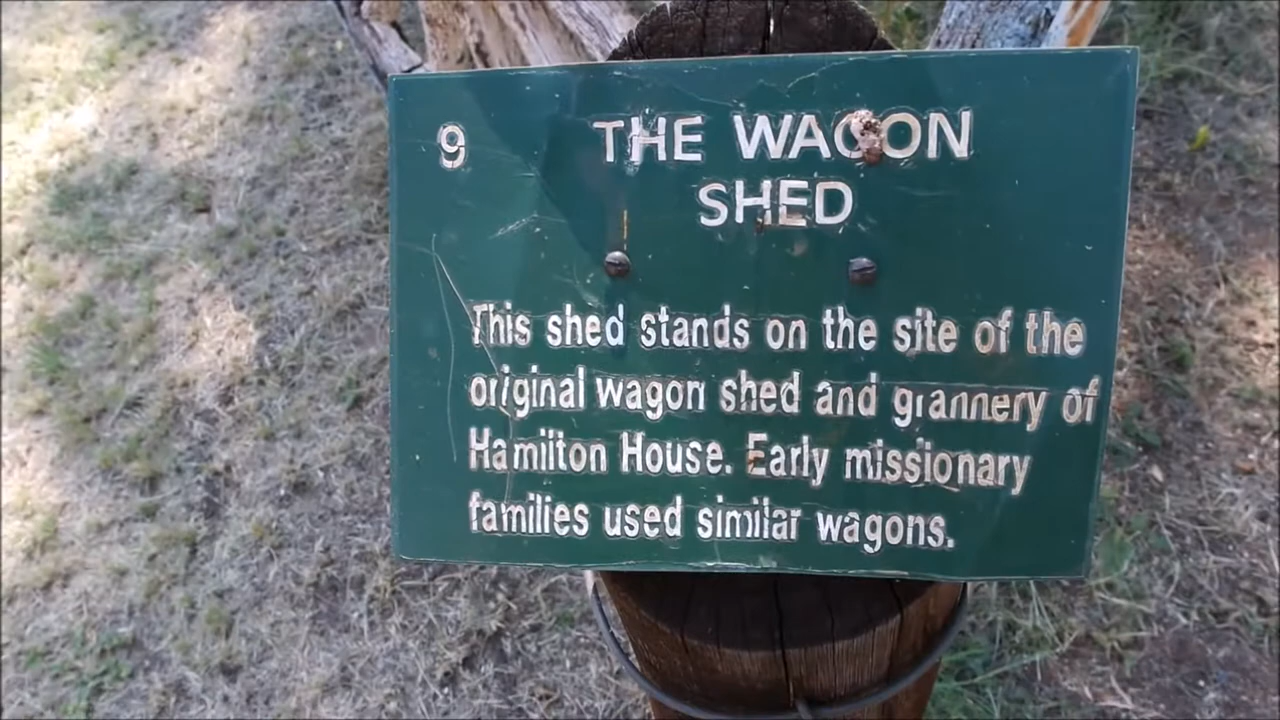 9
THE WAGON
SHED
This shed stands on the site of the
original wagon shed and grannery of
Hamilton House. Early missionary
families used similar wagons.